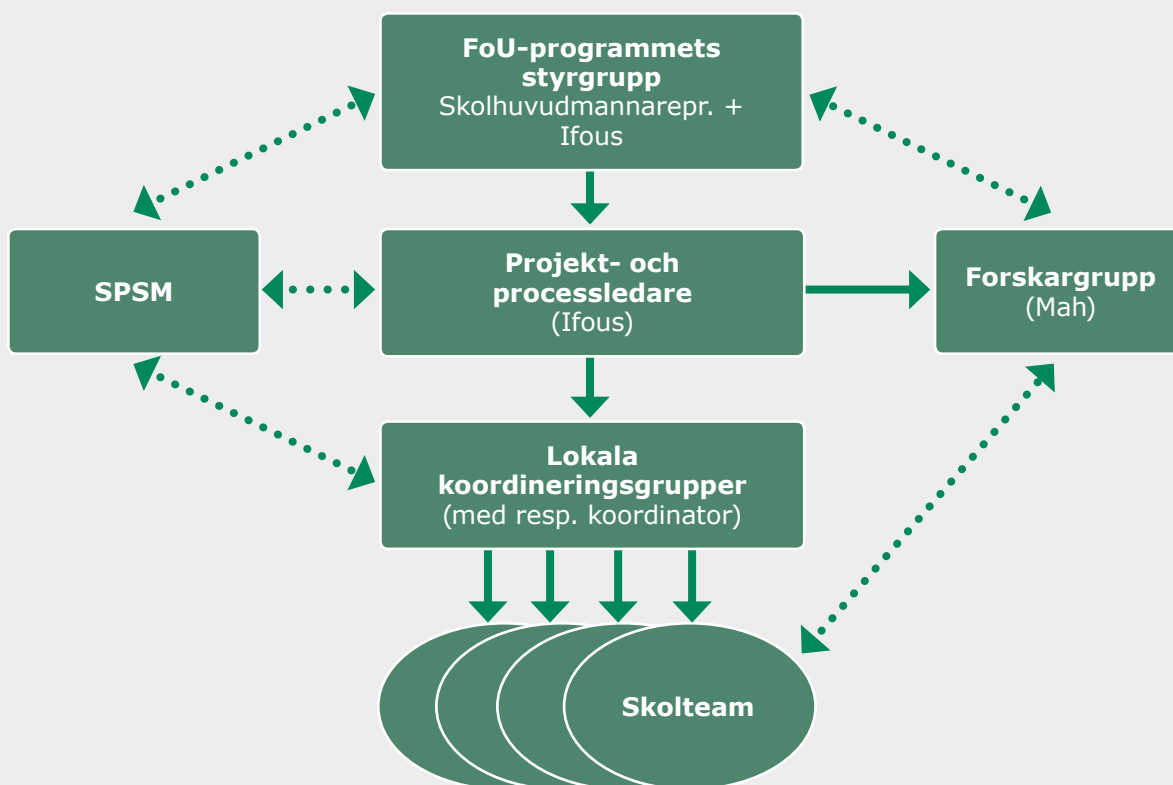 FoU-programmets
styrgrupp
Skolhuvudmannarepr. +
Ifous
SPSM
Projekt- och
processledare
(Ifous)
Forskargrupp
(Mah)
Lokala
koordineringsgrupper
(med resp. koordinator)
Skolteam